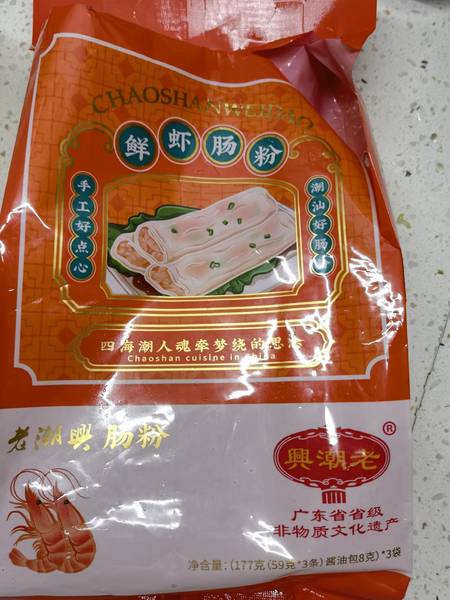 CHAOSHANWEIDAO
鲜虾肠粉
手工好点心
潮汕好肠粉
四海潮人魂牵梦绕的思念
Chaoshan cuisine in China
老潮興 肠粉
®
興潮老
广东省省级
非物质文化遗产
净含量:(177克(59克*3条)酱油包8克)*3袋